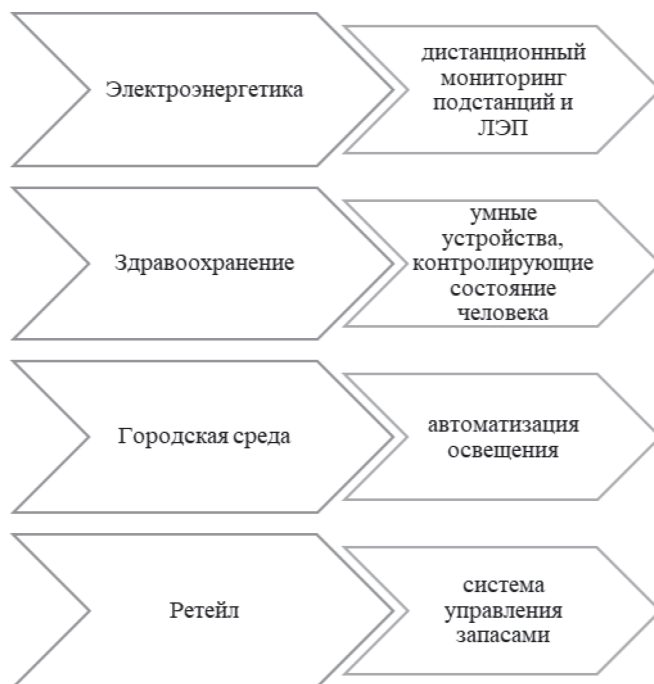 Электроэнергетика
дистанционный
мониторинг
подстанций и
ЛЭП
Здравоохранение
умные
устройства,
контролирующие
состояние
человека
Городская среда
автоматизация
освещения
Ретейл
система
управления
запасами